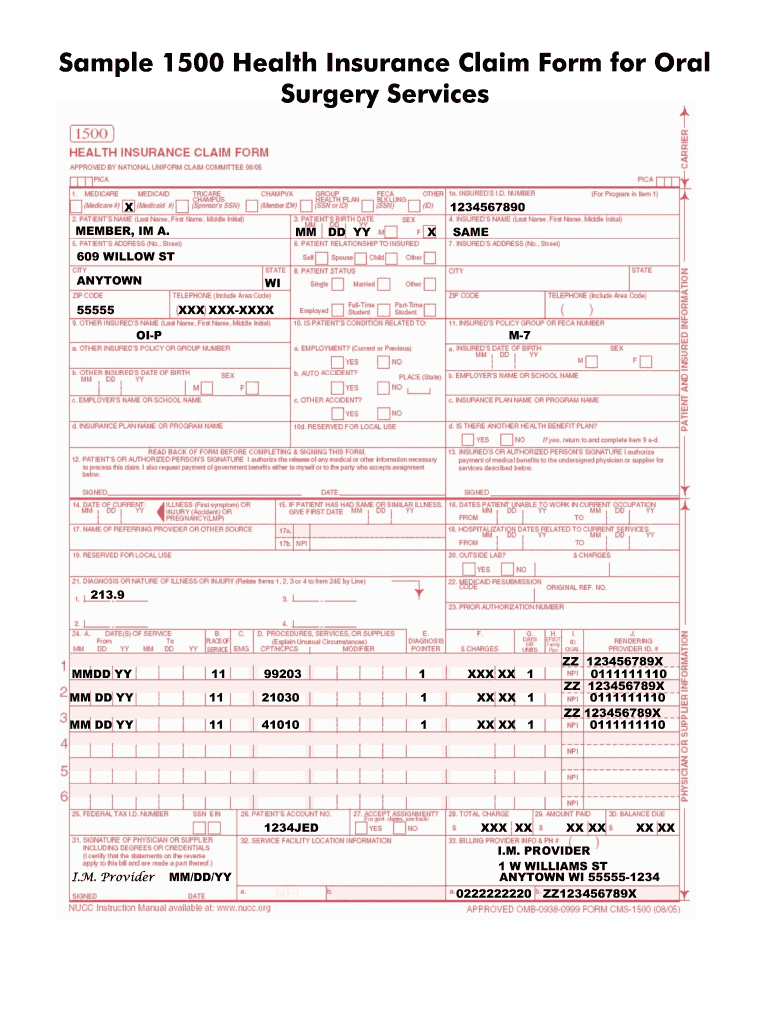 Sample 1500 Health Insurance Claim Form for Oral
Surgery Services
1500
HEALTH INSURANCE CLAIM FORM
APPROVED BY NATIONAL UNIFORM CLAIM COMMITTEE 08/05
CARRIER
PICA PICA
1. MEDICARE MEDICAID TRICARE CHAMPUS CHAMPVA GROUP HEALTH PLAN FECA BLK LUNG OTHER 1a. INSURED'S I.D. NUMBER (For Program in Item 1)
(Medicare #) X (Medicaid #) (Sponsor's SSN) (Member ID#) (SSN or ID) (SSN) (ID) 1234567890
2. PATIENT'S NAME (Last Name, First Name, Middle Initial) 3. PATIENT'S BIRTH DATE SEX 4. INSURED'S NAME (Last Name, First Name, Middle Initial)
MEMBER, IM A. MM DD YY M F X SAME
5. PATIENT'S ADDRESS (No., Street) 6. PATIENT RELATIONSHIP TO INSURED 7. INSURED'S ADDRESS (No., Street)
609 WILLOW ST Self Spouse Child Other
CITY STATE 8. PATIENT STATUS CITY STATE
ANYTOWN WI Single Married Other
ZIP CODE TELEPHONE (Include Area Code) ZIP CODE TELEPHONE (Include Area Code)
55555 (XXX) XXX-XXXX Employed Full-Time Student Part-Time Student ( )
9. OTHER INSURED'S NAME (Last Name, First Name, Middle Initial) 10. IS PATIENT'S CONDITION RELATED TO: 11. INSURED'S POLICY GROUP OR FECA NUMBER
OI-P M-7
a. OTHER INSURED'S POLICY OR GROUP NUMBER a. EMPLOYMENT? (Current or Previous) a. INSURED'S DATE OF BIRTH SEX
YES NO MM DD YY M F
b. OTHER INSURED'S DATE OF BIRTH SEX b. AUTO ACCIDENT? PLACE (State) b. EMPLOYER'S NAME OR SCHOOL NAME
MM DD YY M F YES NO
c. EMPLOYER'S NAME OR SCHOOL NAME c. OTHER ACCIDENT? c. INSURANCE PLAN NAME OR PROGRAM NAME
YES NO
d. INSURANCE PLAN NAME OR PROGRAM NAME 10d. RESERVED FOR LOCAL USE d. IS THERE ANOTHER HEALTH BENEFIT PLAN?
YES NO If yes, return to and complete item 9 a-d.
PATIENT AND INSURED INFORMATION
READ BACK OF FORM BEFORE COMPLETING & SIGNING THIS FORM.
12. PATIENT'S OR AUTHORIZED PERSON'S SIGNATURE I authorize the release of any medical or other information necessary
to process this claim. I also request payment of government benefits either to myself or to the party who accepts assignment
below.
SIGNED DATE
13. INSURED'S OR AUTHORIZED PERSON'S SIGNATURE I authorize
payment of medical benefits to the undersigned physician or supplier for
services described below.
SIGNED
14. DATE OF CURRENT: ILLNESS (First symptom) OR 15. IF PATIENT HAS HAD SAME OR SIMILAR ILLNESS. 16. DATES PATIENT UNABLE TO WORK IN CURRENT OCCUPATION
MM DD YY INJURY (Accident) OR GIVE FIRST DATE MM DD YY MM DD YY MM DD YY
PREGNANCY(LMP) FROM TO
17. NAME OF REFERRING PROVIDER OR OTHER SOURCE 17a. 18. HOSPITALIZATION DATES RELATED TO CURRENT SERVICES
MM DD YY MM DD YY
17b. NPI FROM TO
19. RESERVED FOR LOCAL USE 20. OUTSIDE LAB? $ CHARGES
YES NO
21. DIAGNOSIS OR NATURE OF ILLNESS OR INJURY (Relate Items 1, 2, 3 or 4 to Item 24E by Line) 22. MEDICAID RESUBMISSION
CODE ORIGINAL REF. NO.
1. 213.9 3.
23. PRIOR AUTHORIZATION NUMBER
2. 4.
24. A. DATE(S) OF SERVICE B. C. D. PROCEDURES, SERVICES, OR SUPPLIES E. F. G. H. I. J.
From To PLACE OF (Explain Unusual Circumstances) DIAGNOSIS DAYS OR UNITS EPSDT Family Plan ID. RENDERING
MM DD YY MM DD YY SERVICE EMG CPT/HCPCS MODIFIER POINTER $ CHARGES QUAL. PROVIDER ID. #
ZZ 123456789X
1 MMDD YY 11 99203 1 XXX XX 1 NPI 0111111110
ZZ 123456789X
2 MM DD YY 11 21030 1 XX XX 1 NPI 0111111110
ZZ 123456789X
3 MM DD YY 11 41010 1 XX XX 1 NPI 0111111110
4 NPI
5 NPI
6 NPI
PHYSICIAN OR SUPPLIER INFORMATION
25. FEDERAL TAX I.D. NUMBER SSN EIN 26. PATIENT'S ACCOUNT NO. 27. ACCEPT ASSIGNMENT? 28. TOTAL CHARGE 29. AMOUNT PAID 30. BALANCE DUE
(For govt. claims, see back)
1234JED YES NO $ XXX XX $ XX XX $ XX XX
31. SIGNATURE OF PHYSICIAN OR SUPPLIER 32. SERVICE FACILITY LOCATION INFORMATION 33. BILLING PROVIDER INFO & PH # ( )
INCLUDING DEGREES OR CREDENTIALS
(I certify that the statements on the reverse
apply to this bill and are made a part thereof.)
I.M. PROVIDER
1 W WILLIAMS ST
I.M. Provider MM/DD/YY ANYTOWN WI 55555-1234
SIGNED DATE a. NPI b. a. 0222222220 b. ZZ123456789X
NUCC Instruction Manual available at: www.nucc.org APPROVED OMB-0938-0999 FORM CMS-1500 (08/05)